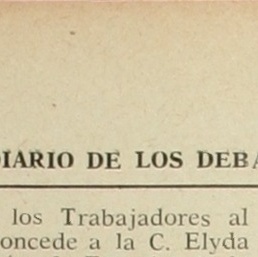 DIARIO DE LOS DEBA
los Trabajadores al
oncede a la C. Elyda